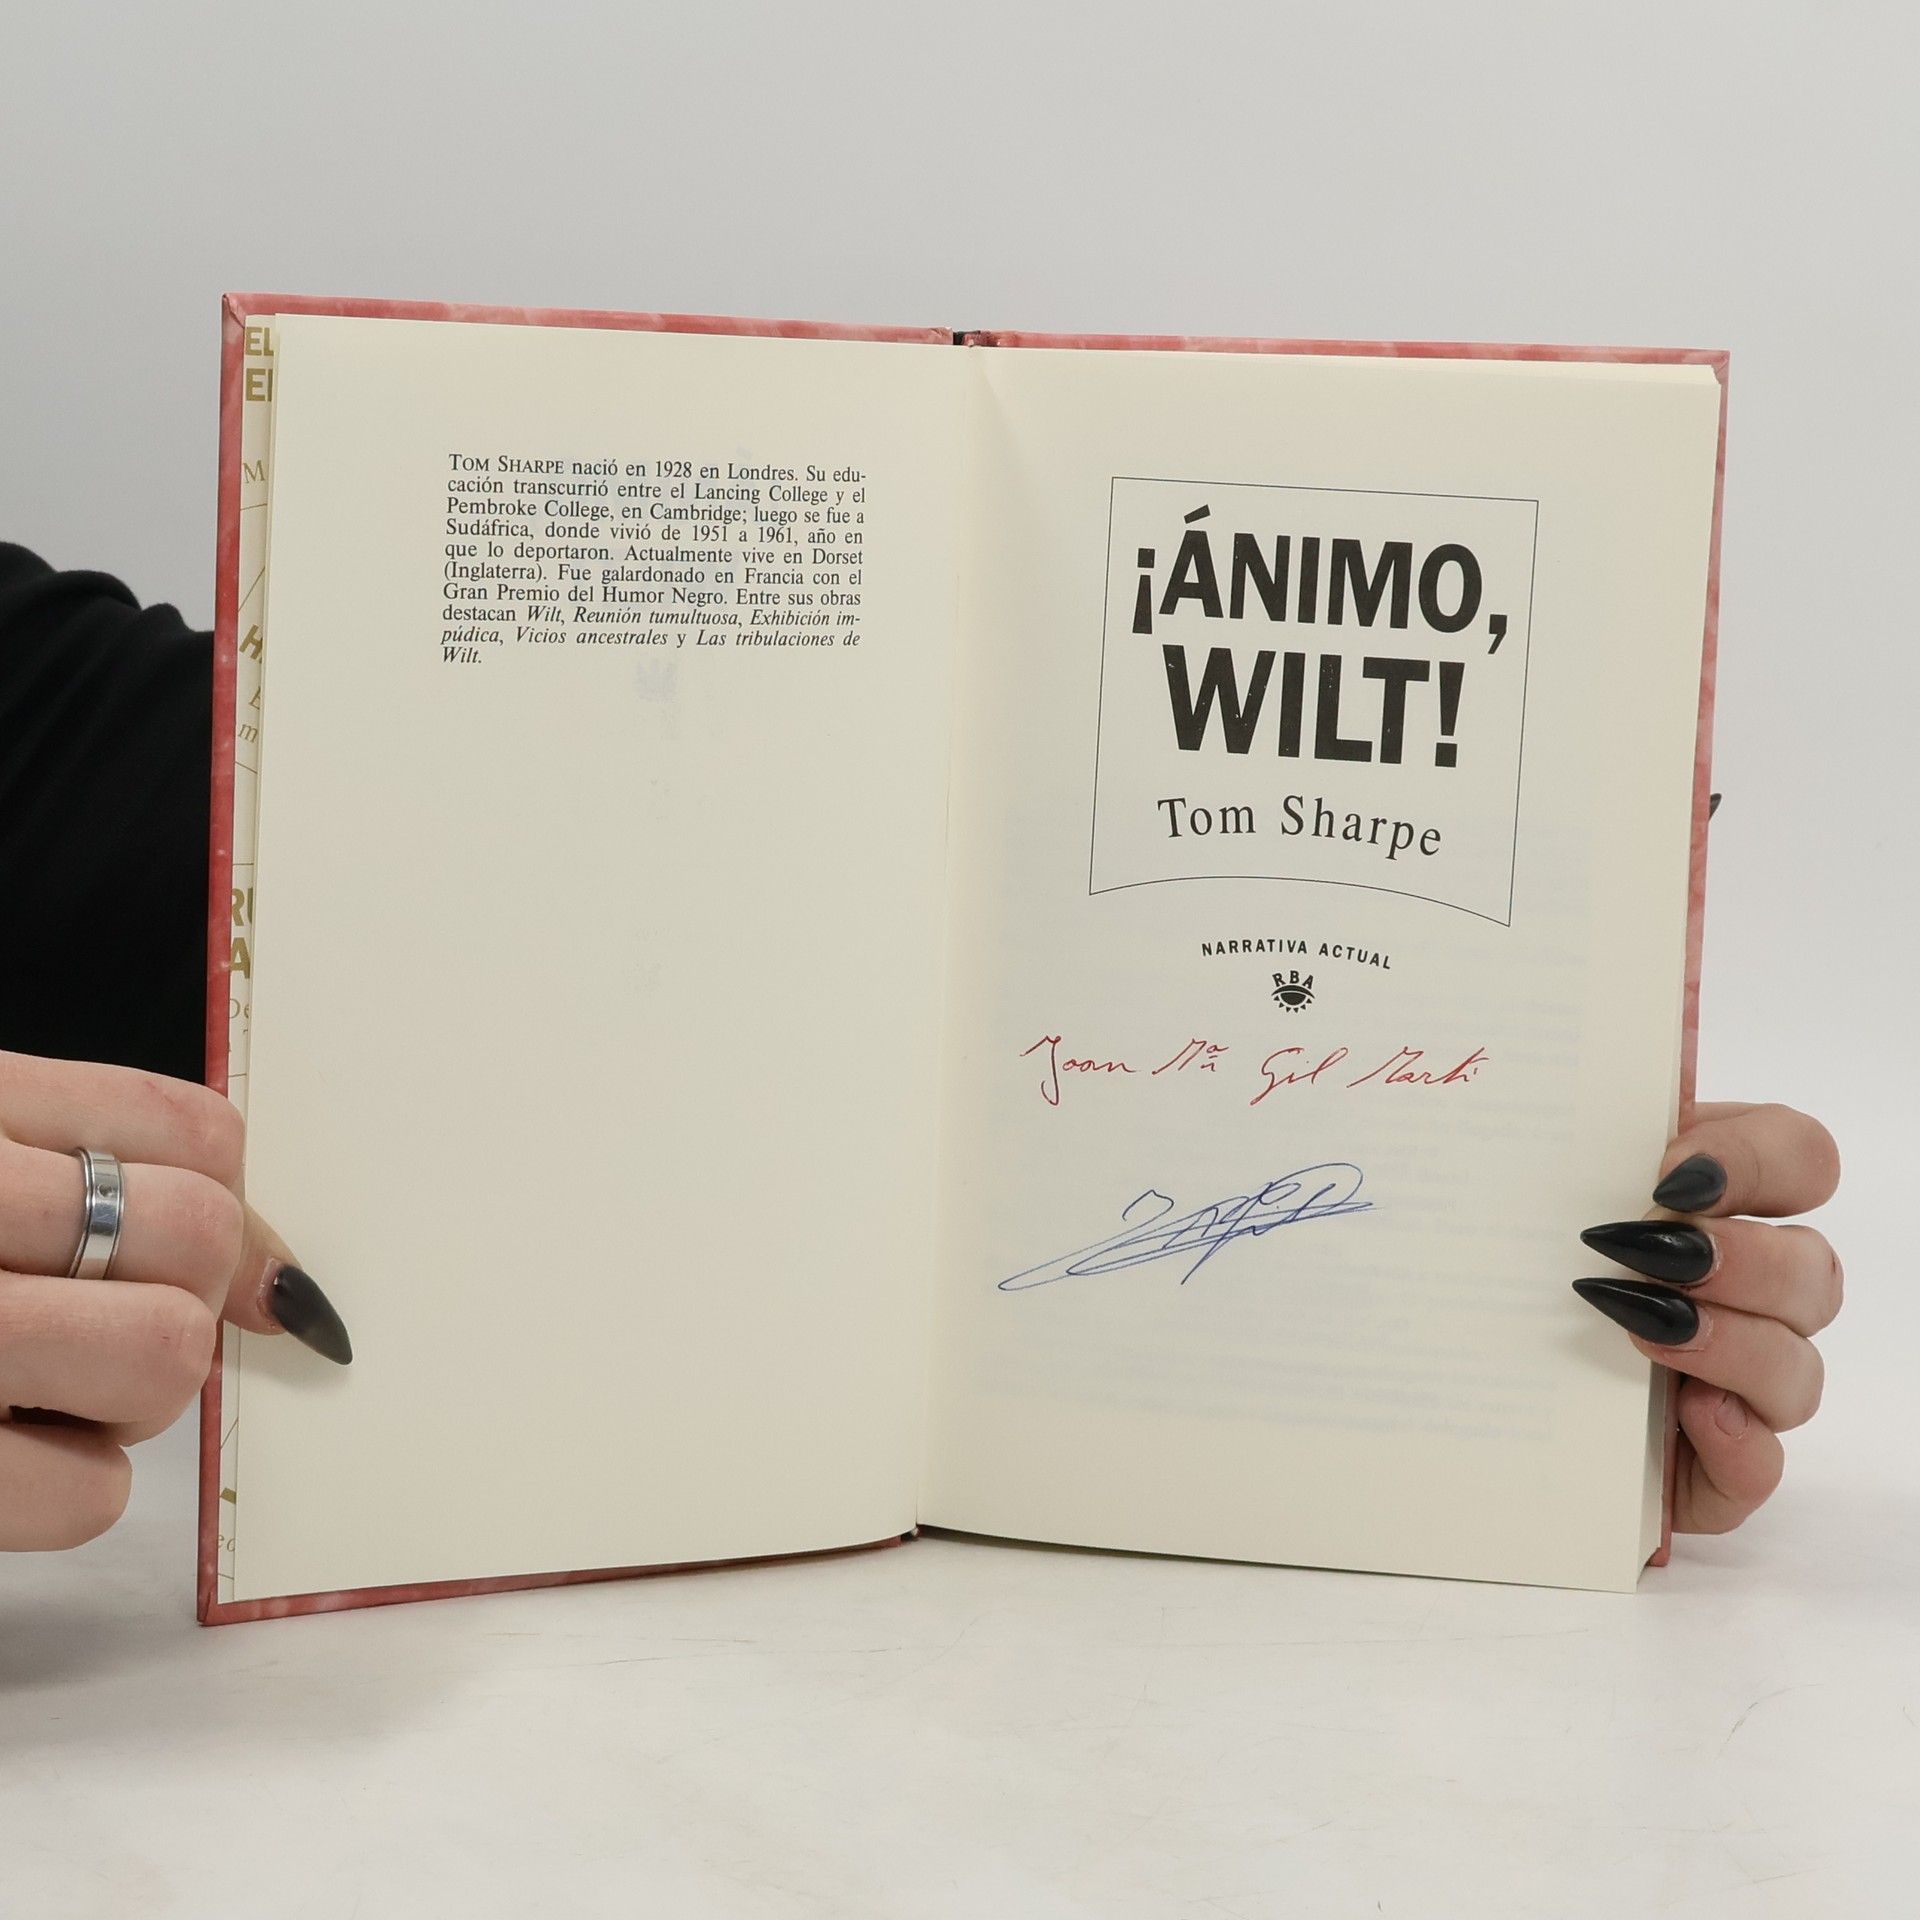 TOM SHARPE nació en 1928 en Londres. Su edu-
cación transcurrió entre el Lancing College y el
Pembroke College, en Cambridge; luego se fue a
Sudáfrica, donde vivió de 1951 a 1961, año en
que lo deportaron. Actualmente vive en Dorset
(Inglaterra). Fue galardonado en Francia con el
Gran Premio del Humor Negro. Entre sus obras
destacan Wilt, Reunión tumultuosa, Exhibición im-
púdica, Vicios ancestrales y Las tribulaciones de
Wilt.
¡ÁNIMO,
WILT!
Tom Sharpe
NARRATIVA ACTUAL
RBA
Joan Mª Gil Martí